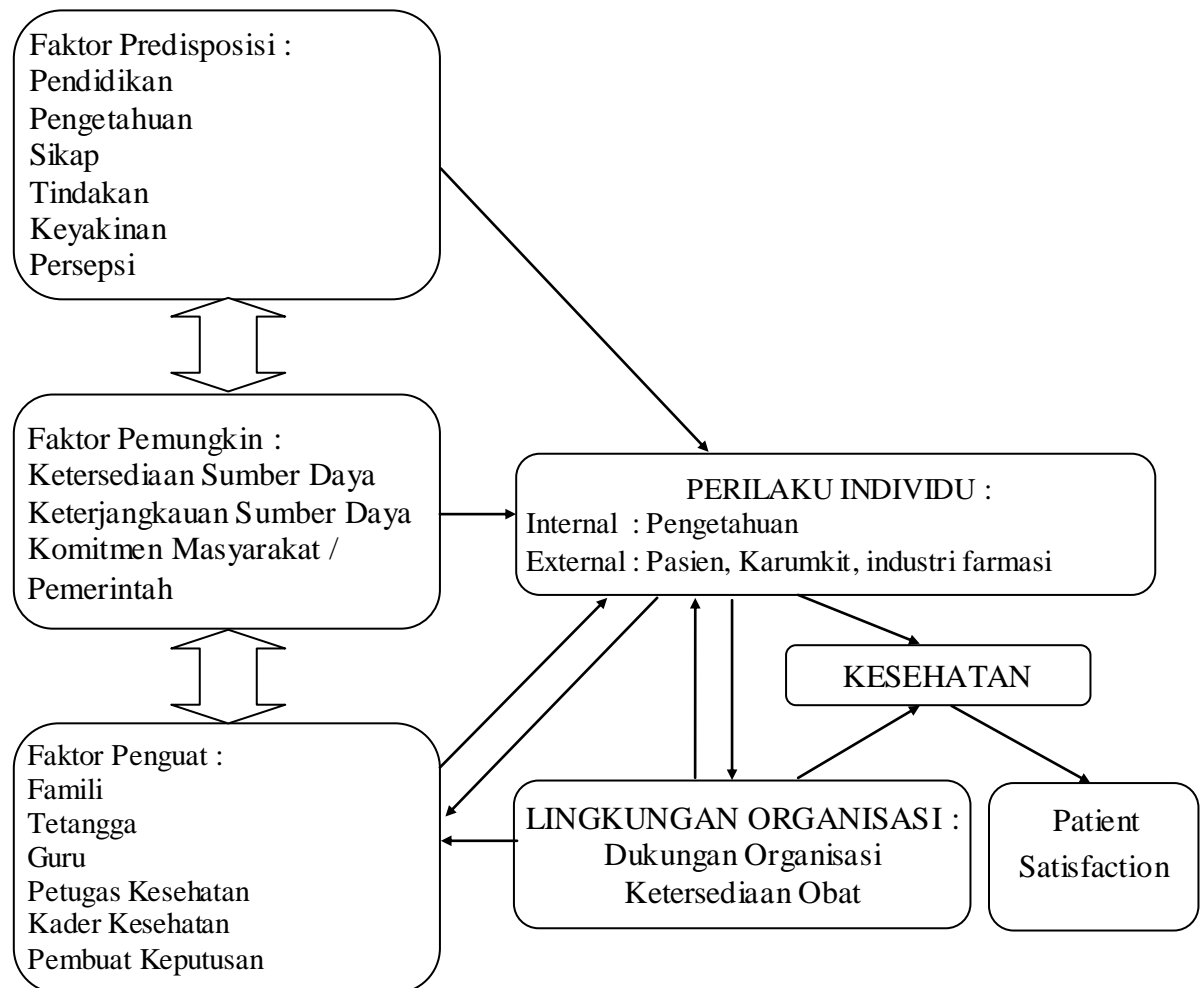 Faktor Predisposisi :
Pendidikan
Pengetahuan
Sikap
Tindakan
Keyakinan
Persepsi
Faktor Pemungkin :
Ketersediaan Sumber Daya
Keterjangkauan Sumber Daya
Komitmen Masyarakat /
Pemerintah
PERILAKU INDIVIDU :
Internal : Pengetahuan
External : Pasien, Karumkit, industri farmasi
KESEHATAN
Faktor Penguat :
Famili
Tetangga
Guru
Petugas Kesehatan
Kader Kesehatan
Pembuat Keputusan
LINGKUNGAN ORGANISASI :
Dukungan Organisasi
Ketersediaan Obat
Patient
Satisfaction